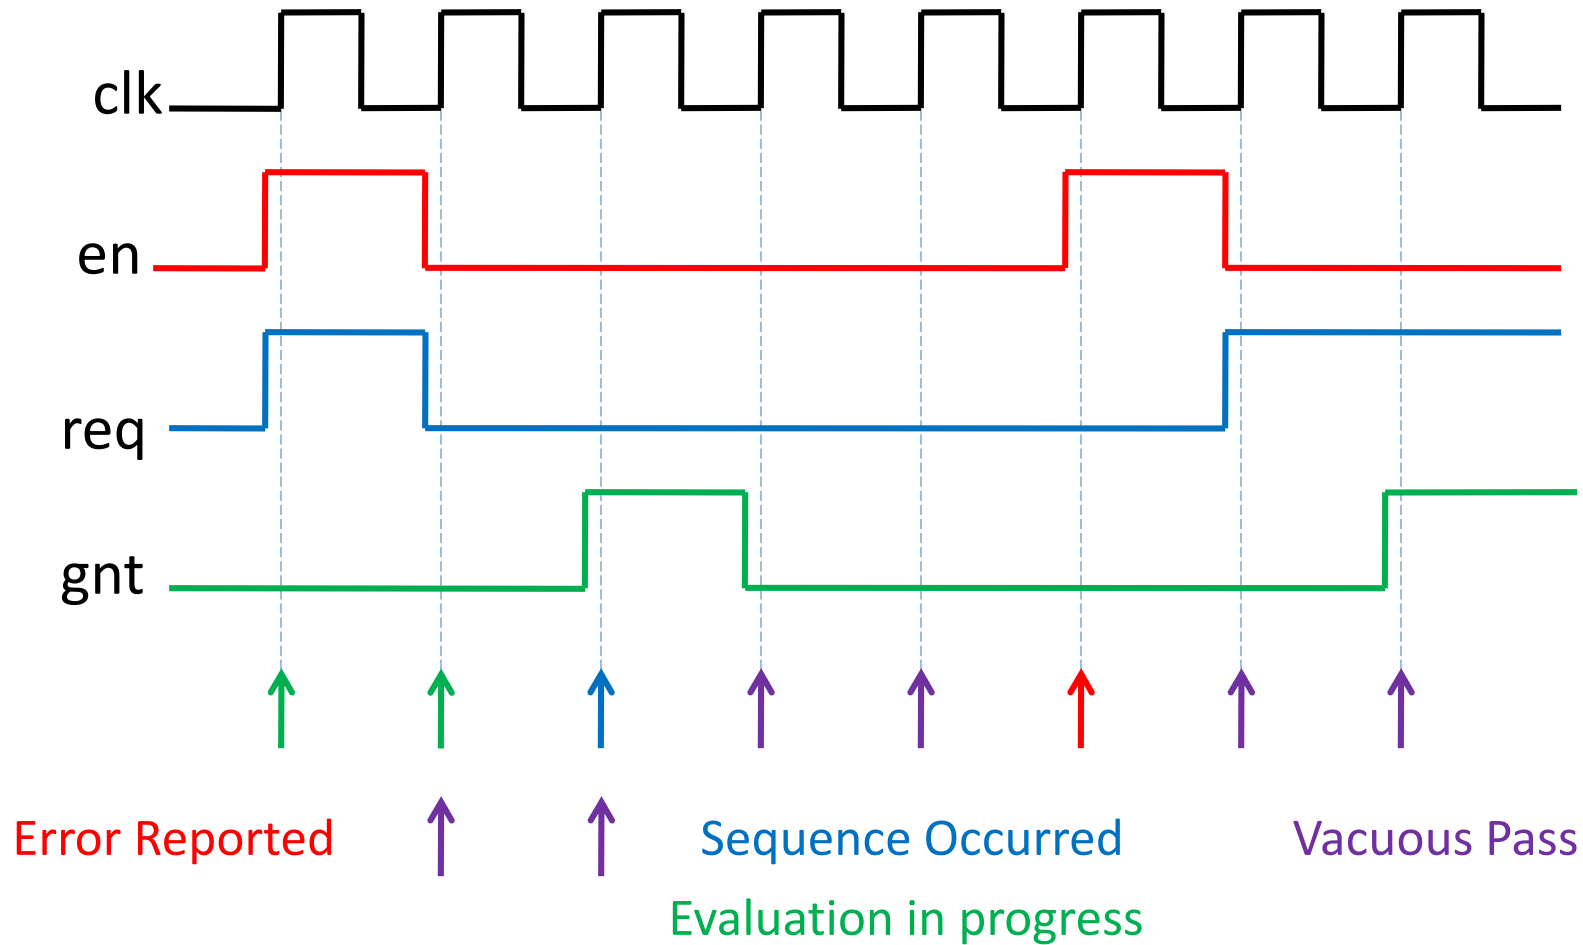 clk
en
req
gnt
Error Reported
Sequence Occurred
Vacuous Pass
Evaluation in progress